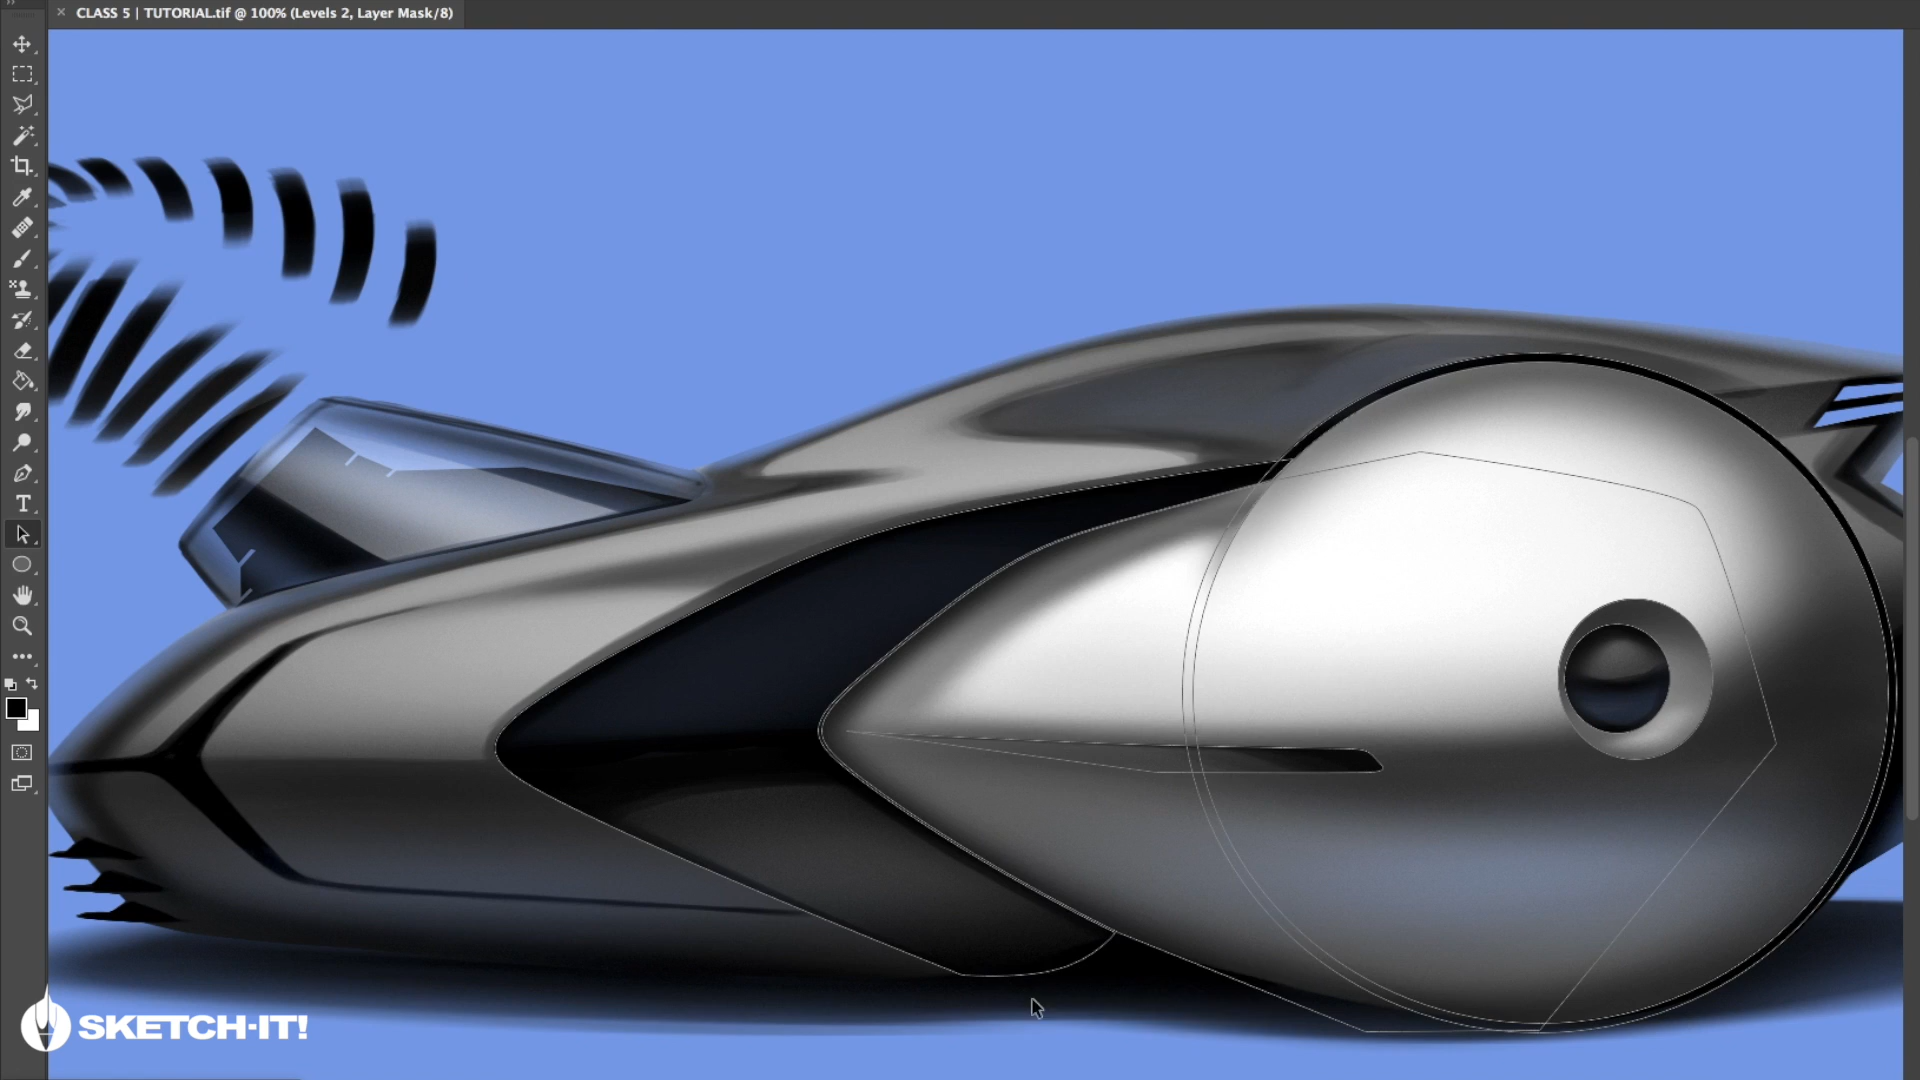 CLASS 5 | TUTORIAL.tif @ 100% (Levels 2, Layer Mask/8)
SKETCH-IT!